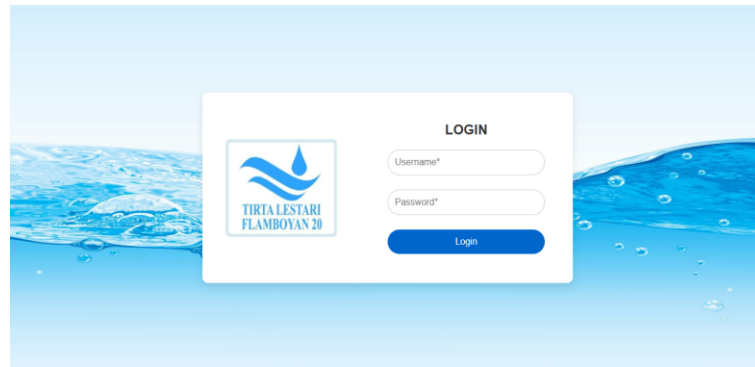 LOGIN
Username*
Password*
Login
TIRTA LESTARI
FLAMBOYAN 20